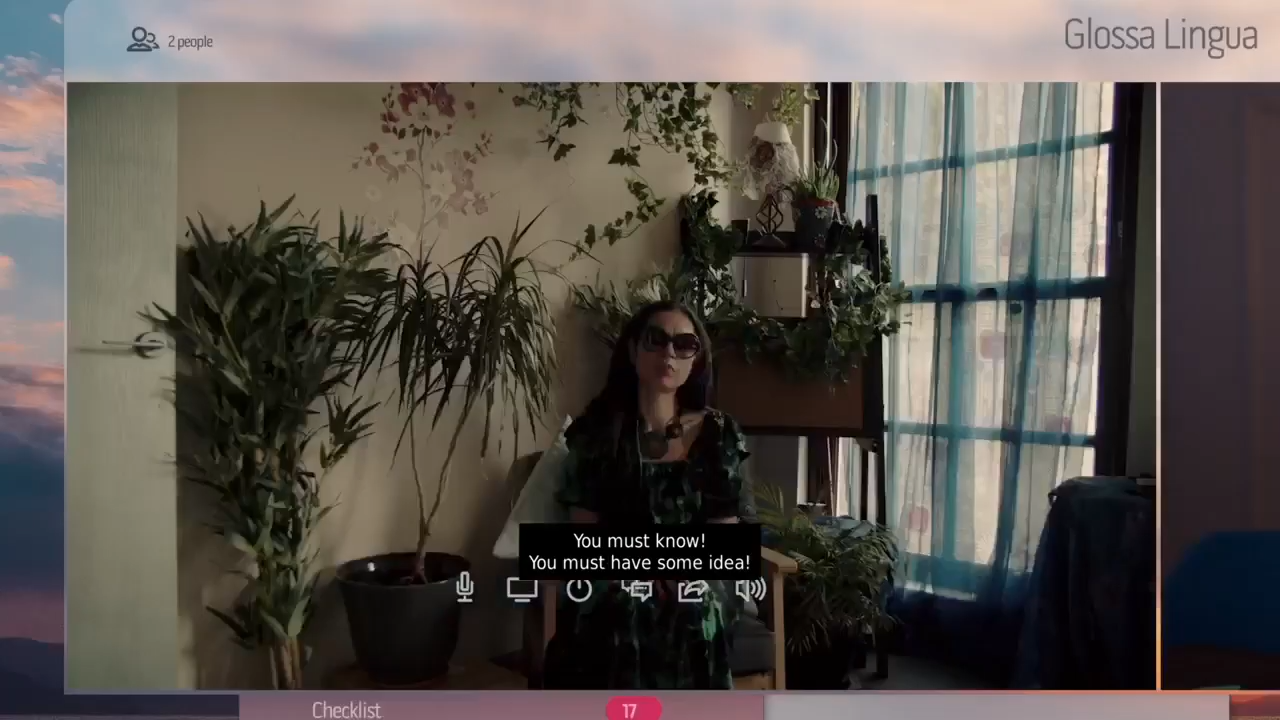 2 people
Glossa Lingua
You must know!
You must have some idea!
Checklist
17